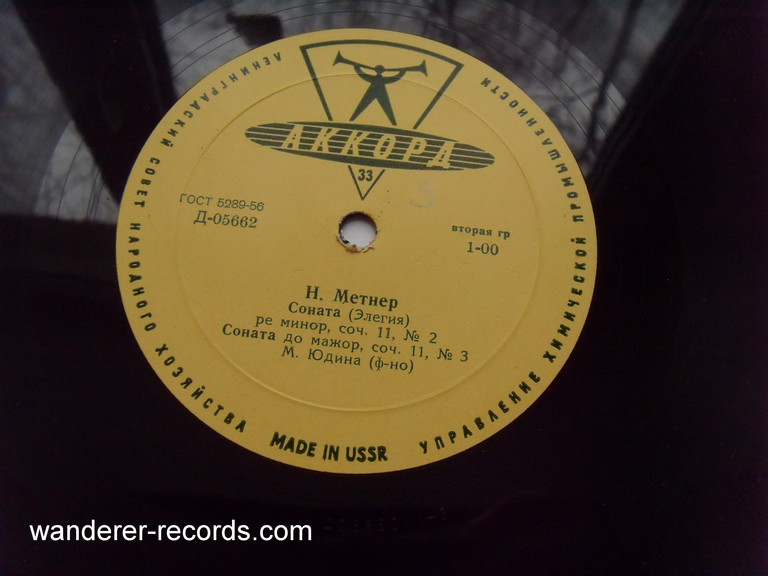 ЛЕНИНГРАДСКИЙ СОВЕТ НАРОДНОГО ХОЗЯЙСТВА
УПРАВЛЕНИЕ ХИМИЧЕСКОЙ ПРОМЫШЛЕННОСТИ
АККОРД
33
ГОСТ 5289-56
Д-05662
вторая гр
1-00
Н. Метнер
Соната (Элегия)
ре минор, соч. 11, № 2
Соната до мажор, соч. 11, № 3
М. Юдина (ф-но)
MADE IN USSR
wanderer-records.com